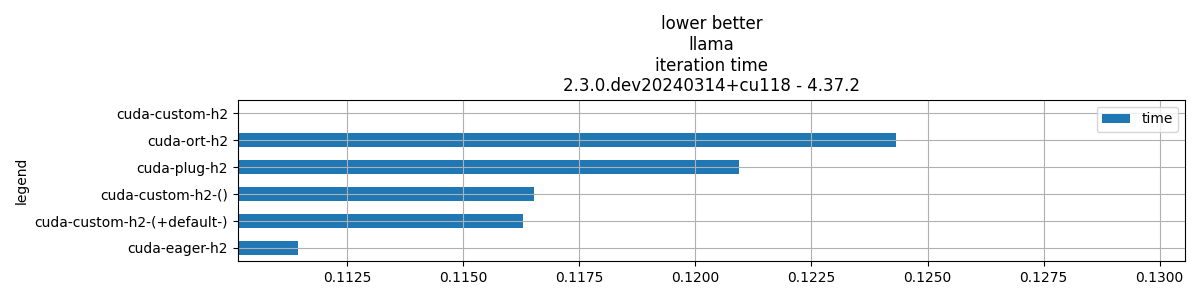 lower better
llama
iteration time
2.3.0.dev20240314+cu118 - 4.37.2
legend
cuda-custom-h2
cuda-ort-h2
cuda-plug-h2
cuda-custom-h2-()
cuda-custom-h2-(+default-)
cuda-eager-h2
time
0.1125 0.1150 0.1175 0.1200 0.1225 0.1250 0.1275 0.1300